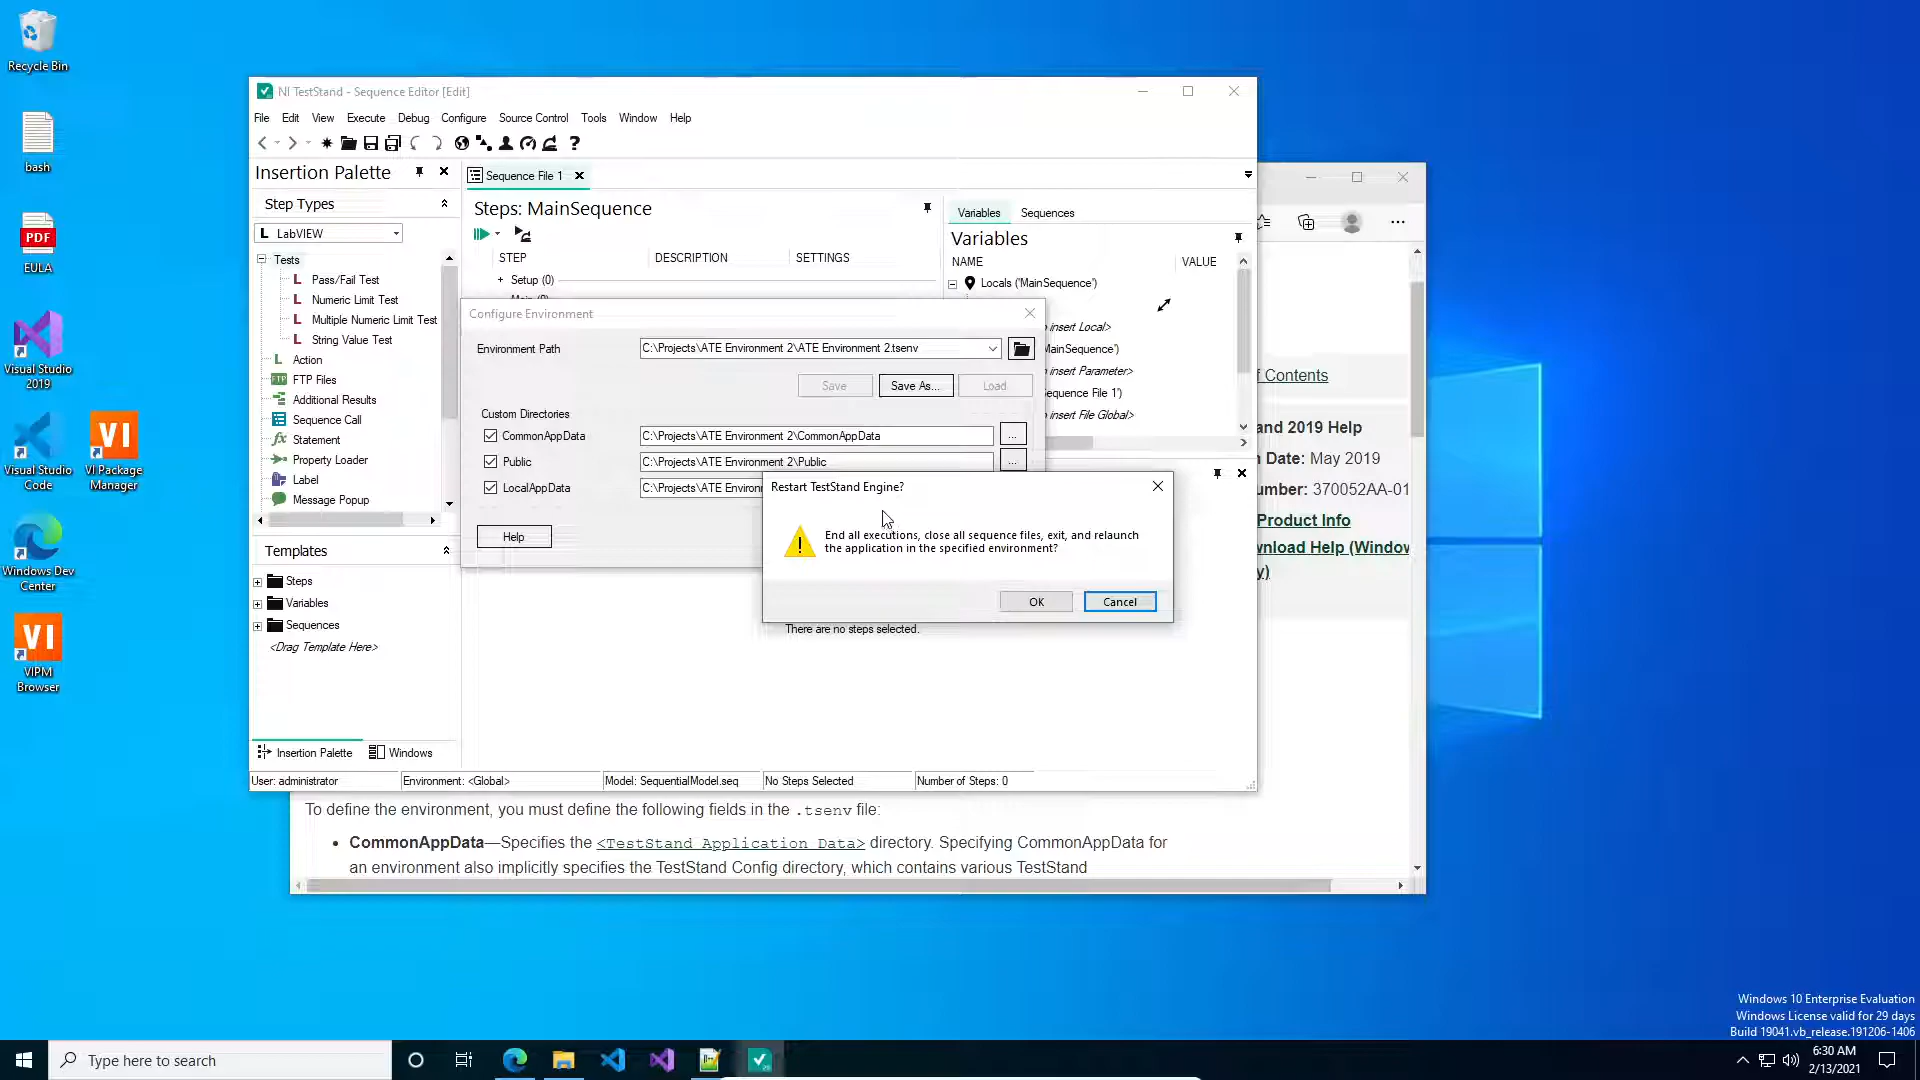 Recycle Bin
bash
EULA
Visual Studio
2019
Visual Studio
Code
VI Package
Manager
Windows Dev
Center
VIPM
Browser
NI TestStand - Sequence Editor [Edit]
File Edit View Execute Debug Configure Source Control Tools Window Help
Insertion Palette
Step Types
L LabVIEW
Tests
L Pass/Fail Test
L Numeric Limit Test
L Multiple Numeric Limit Test
L String Value Test
L Action
FTP FTP Files
Additional Results
Sequence Call
fx Statement
Property Loader
Label
Message Popup
Templates
Steps
Variables
Sequences
<Drag Template Here>
Insertion Palette Windows
Sequence File 1
Steps: MainSequence
STEP DESCRIPTION SETTINGS
+ Setup (0)
Variables Sequences
Variables
NAME VALUE
Locals ('MainSequence')
insert Local>
MainSequence')
insert Parameter>
equence File 1')
insert File Global>
Configure Environment
Environment Path C:\Projects\ATE Environment 2\ATE Environment 2.tsenv
Save Save As... Load
Custom Directories
CommonAppData C:\Projects\ATE Environment 2\CommonAppData ...
Public C:\Projects\ATE Environment 2\Public ...
LocalAppData C:\Projects\ATE Environ
Help
Restart TestStand Engine?
End all executions, close all sequence files, exit, and relaunch
the application in the specified environment?
OK Cancel
There are no steps selected.
User: administrator Environment: <Global> Model: SequentialModel.seq No Steps Selected Number of Steps: 0
f Contents
and 2019 Help
n Date: May 2019
umber: 370052AA-01
Product Info
wnload Help (Window
y)
To define the environment, you must define the following fields in the .tsenv file:
• CommonAppData—Specifies the <TestStand Application Data> directory. Specifying CommonAppData for
an environment also implicitly specifies the TestStand Config directory, which contains various TestStand
Windows 10 Enterprise Evaluation
Windows License valid for 29 days
Build 19041.vb_release.191206-1406
Type here to search
6:30 AM
2/13/2021